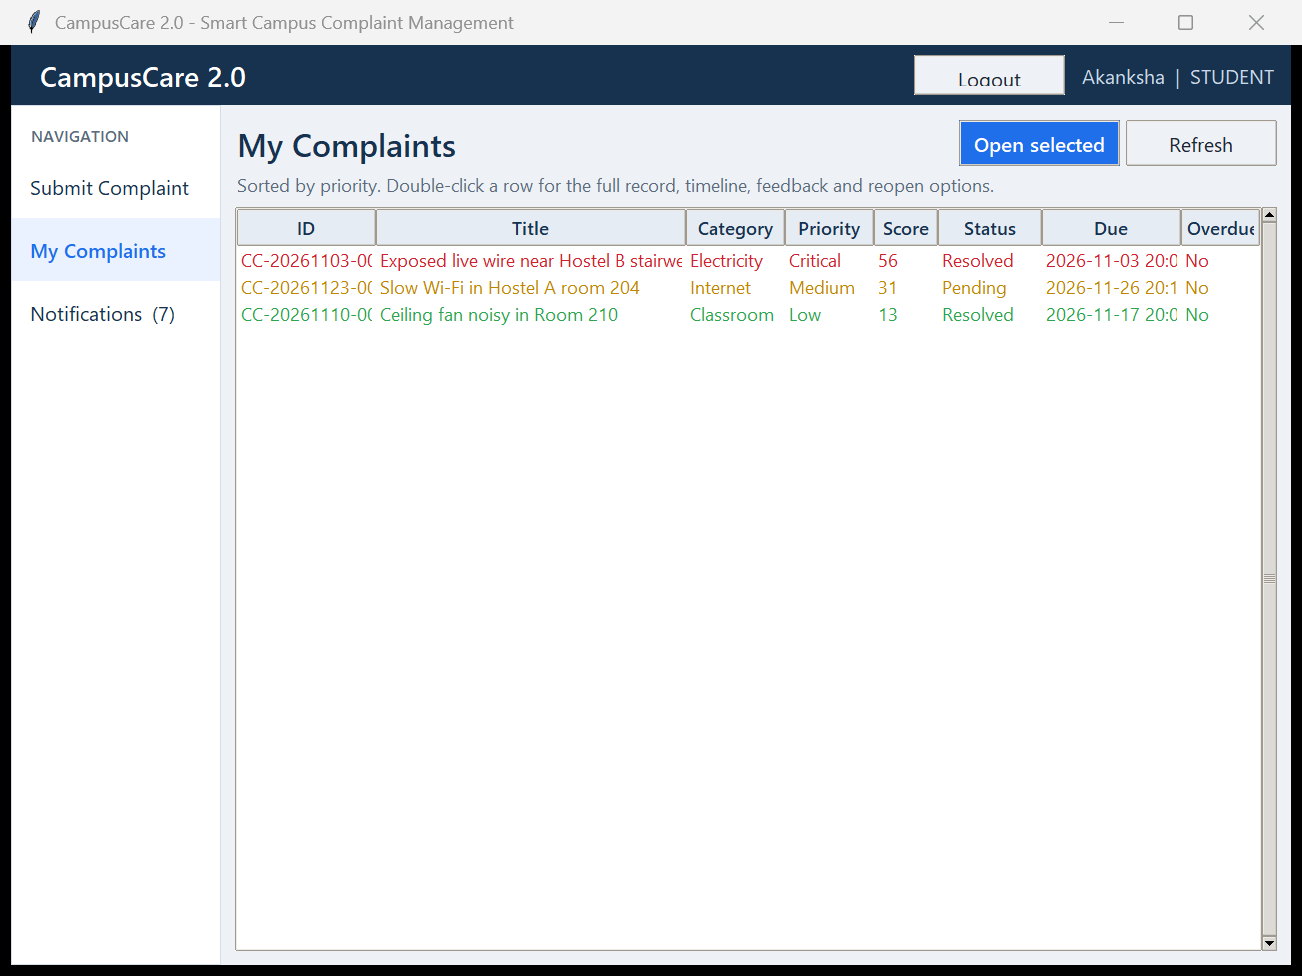 CampusCare 2.0 - Smart Campus Complaint Management
CampusCare 2.0
Logout
Akanksha | STUDENT
NAVIGATION
Submit Complaint
My Complaints
Notifications (7)
My Complaints
Open selected
Refresh
Sorted by priority. Double-click a row for the full record, timeline, feedback and reopen options.
ID Title Category Priority Score Status Due Overdue
CC-20261103-00 Exposed live wire near Hostel B stairwe Electricity Critical 56 Resolved 2026-11-03 20:0 No
CC-20261123-00 Slow Wi-Fi in Hostel A room 204 Internet Medium 31 Pending 2026-11-26 20:1 No
CC-20261110-00 Ceiling fan noisy in Room 210 Classroom Low 13 Resolved 2026-11-17 20:0 No